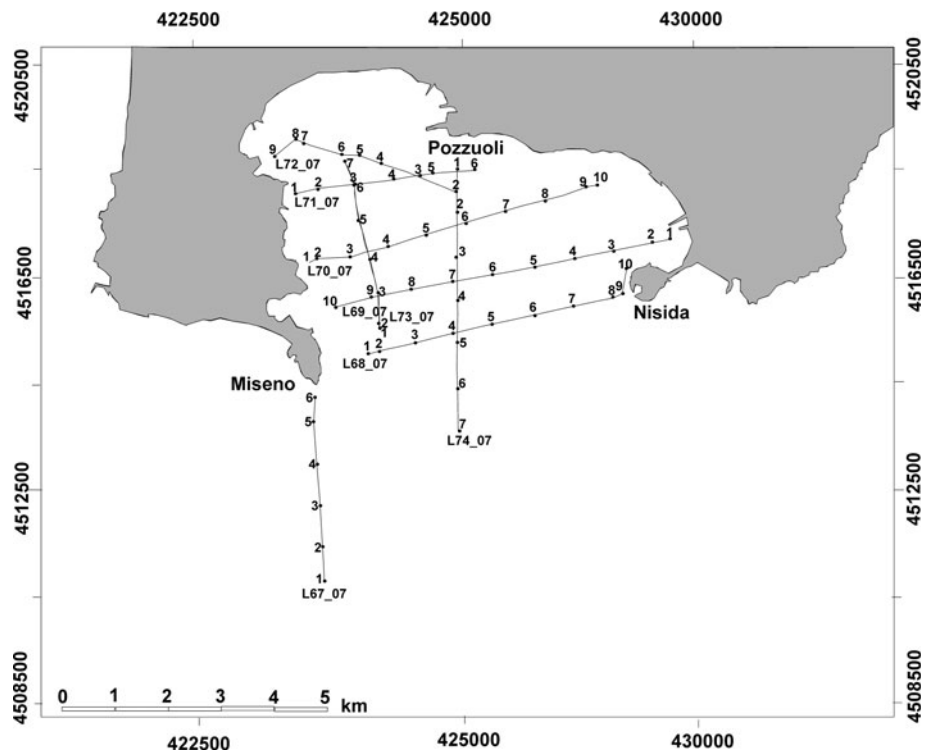 422500 425000 430000
4520500 4520500
8 7
9 6 5
L72_07 7 4
Pozzuoli
1 2 3 6 4 3 5 1 6
L71_07 2
2 9 10
8
7
5 6
4
1 2 3
L70_07
4 3 2 1
4516500 4516500
10 9 3 8 7 6 5 4 3 10
L69_07 L73_07
2 4 9
1 8
7
6
5
1 2 3 4 5
L68_07
Nisida
Miseno
6 6
5 7
L74_07
4
4512500 4512500
3
2
1
L67_07
0 1 2 3 4 5
km
4508500 4508500
422500 425000 430000